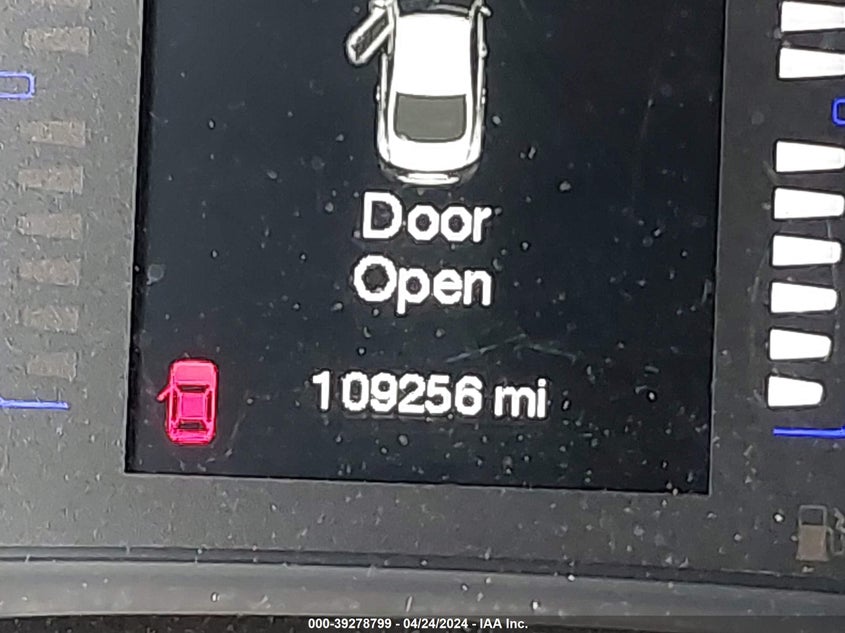 Door
Open
109256 mi
000-39278799 - 04/24/2024 - IAA Inc.